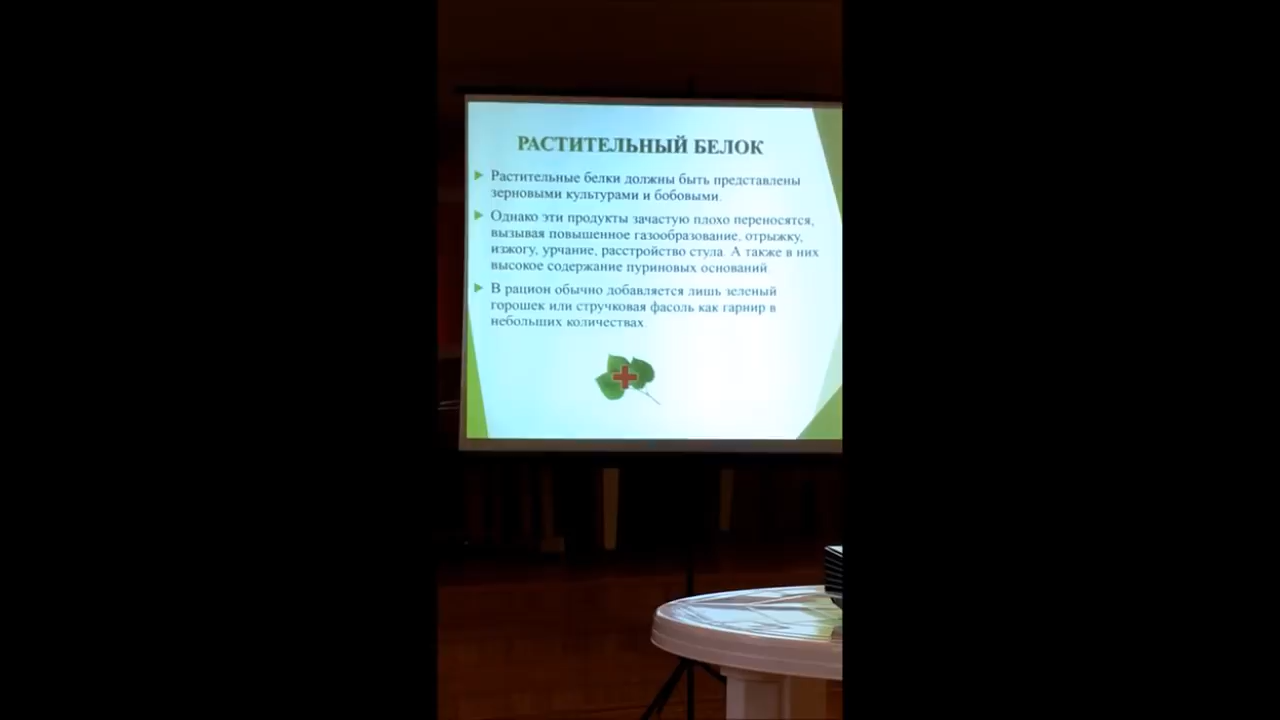 РАСТИТЕЛЬНЫЙ БЕЛОК
Растительные белки должны быть представлены
зерновыми культурами и бобовыми.
Однако эти продукты зачастую плохо переносятся,
вызывая повышенное газообразование, отрыжку,
изжогу, урчание, расстройство стула. А также в них
высокое содержание пуриновых оснований.
В рацион обычно добавляется лишь зеленый
горошек или стручковая фасоль как гарнир в
небольших количествах.